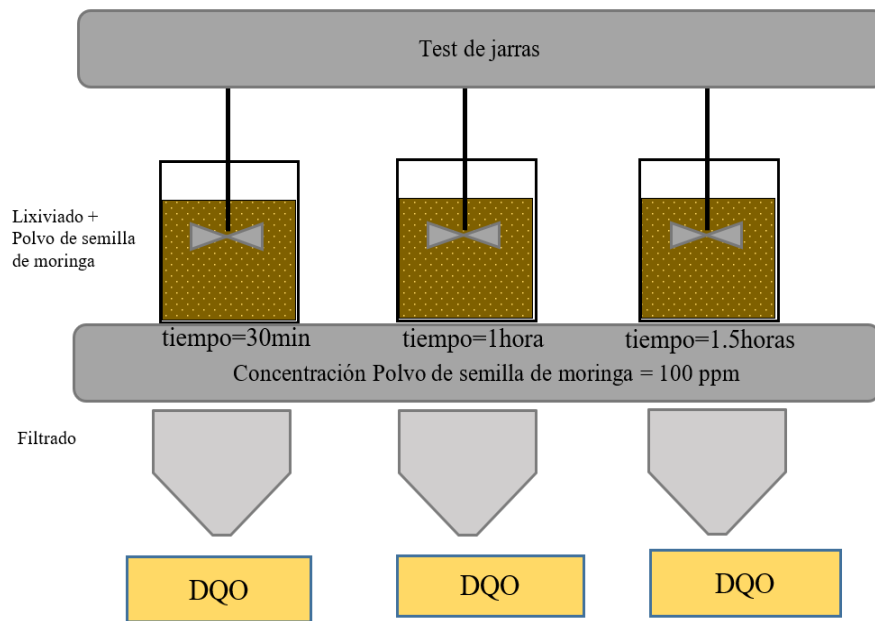 Test de jarras
Lixiviado +
Polvo de semilla
de moringa
tiempo=30min
tiempo=1hora
tiempo=1.5horas
Concentración Polvo de semilla de moringa = 100 ppm
Filtrado
DQO
DQO
DQO